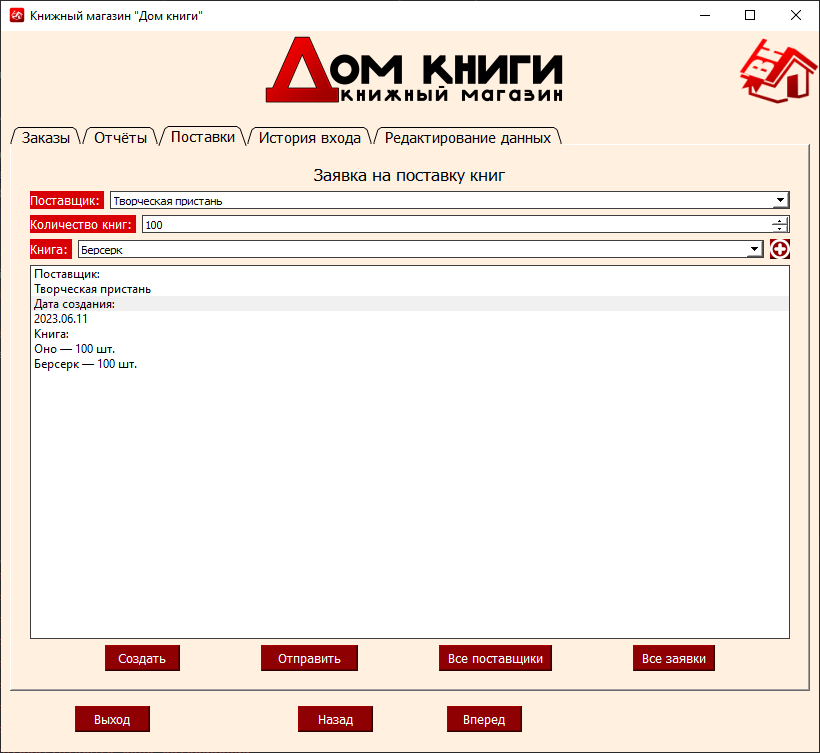 Книжный магазин "Дом книги"
Дом книги
книжный магазин
Заказы Отчёты Поставки История входа Редактирование данных
Заявка на поставку книг
Поставщик: Творческая пристань
Количество книг: 100
Книга: Берсерк
Поставщик:
Творческая пристань
Дата создания:
2023.06.11
Книга:
Оно — 100 шт.
Берсерк — 100 шт.
Создать Отправить Все поставщики Все заявки
Выход Назад Вперед